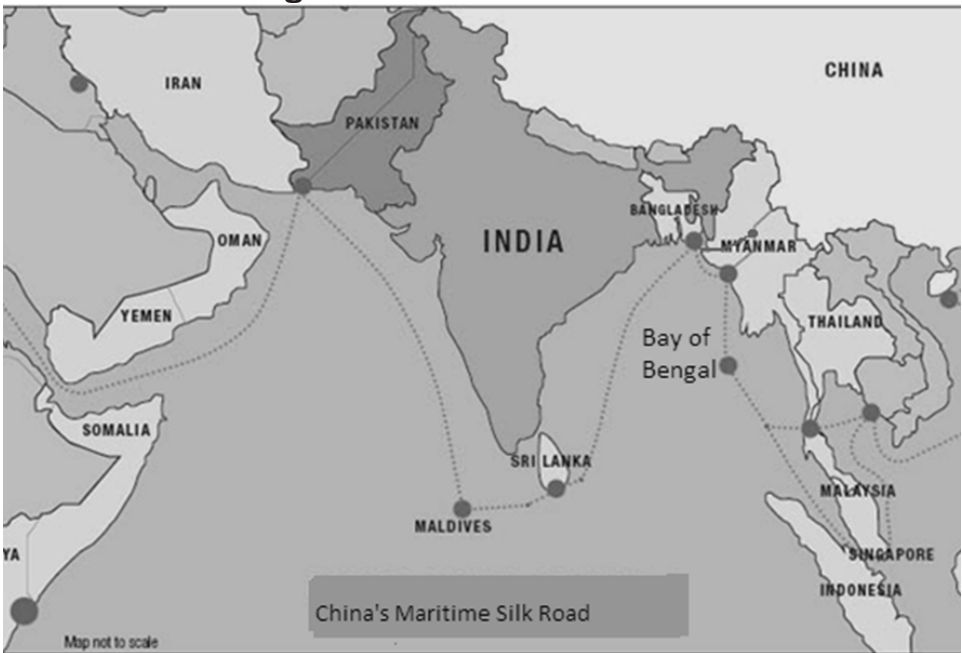 IRAN
CHINA
PAKISTAN
BANGLADESH
OMAN
INDIA
MYANMAR
YEMEN
THAILAND
Bay of
Bengal
SOMALIA
SRI LANKA
MALAYSIA
MALDIVES
YA
SINGAPORE
INDONESIA
China's Maritime Silk Road
Map not to scale